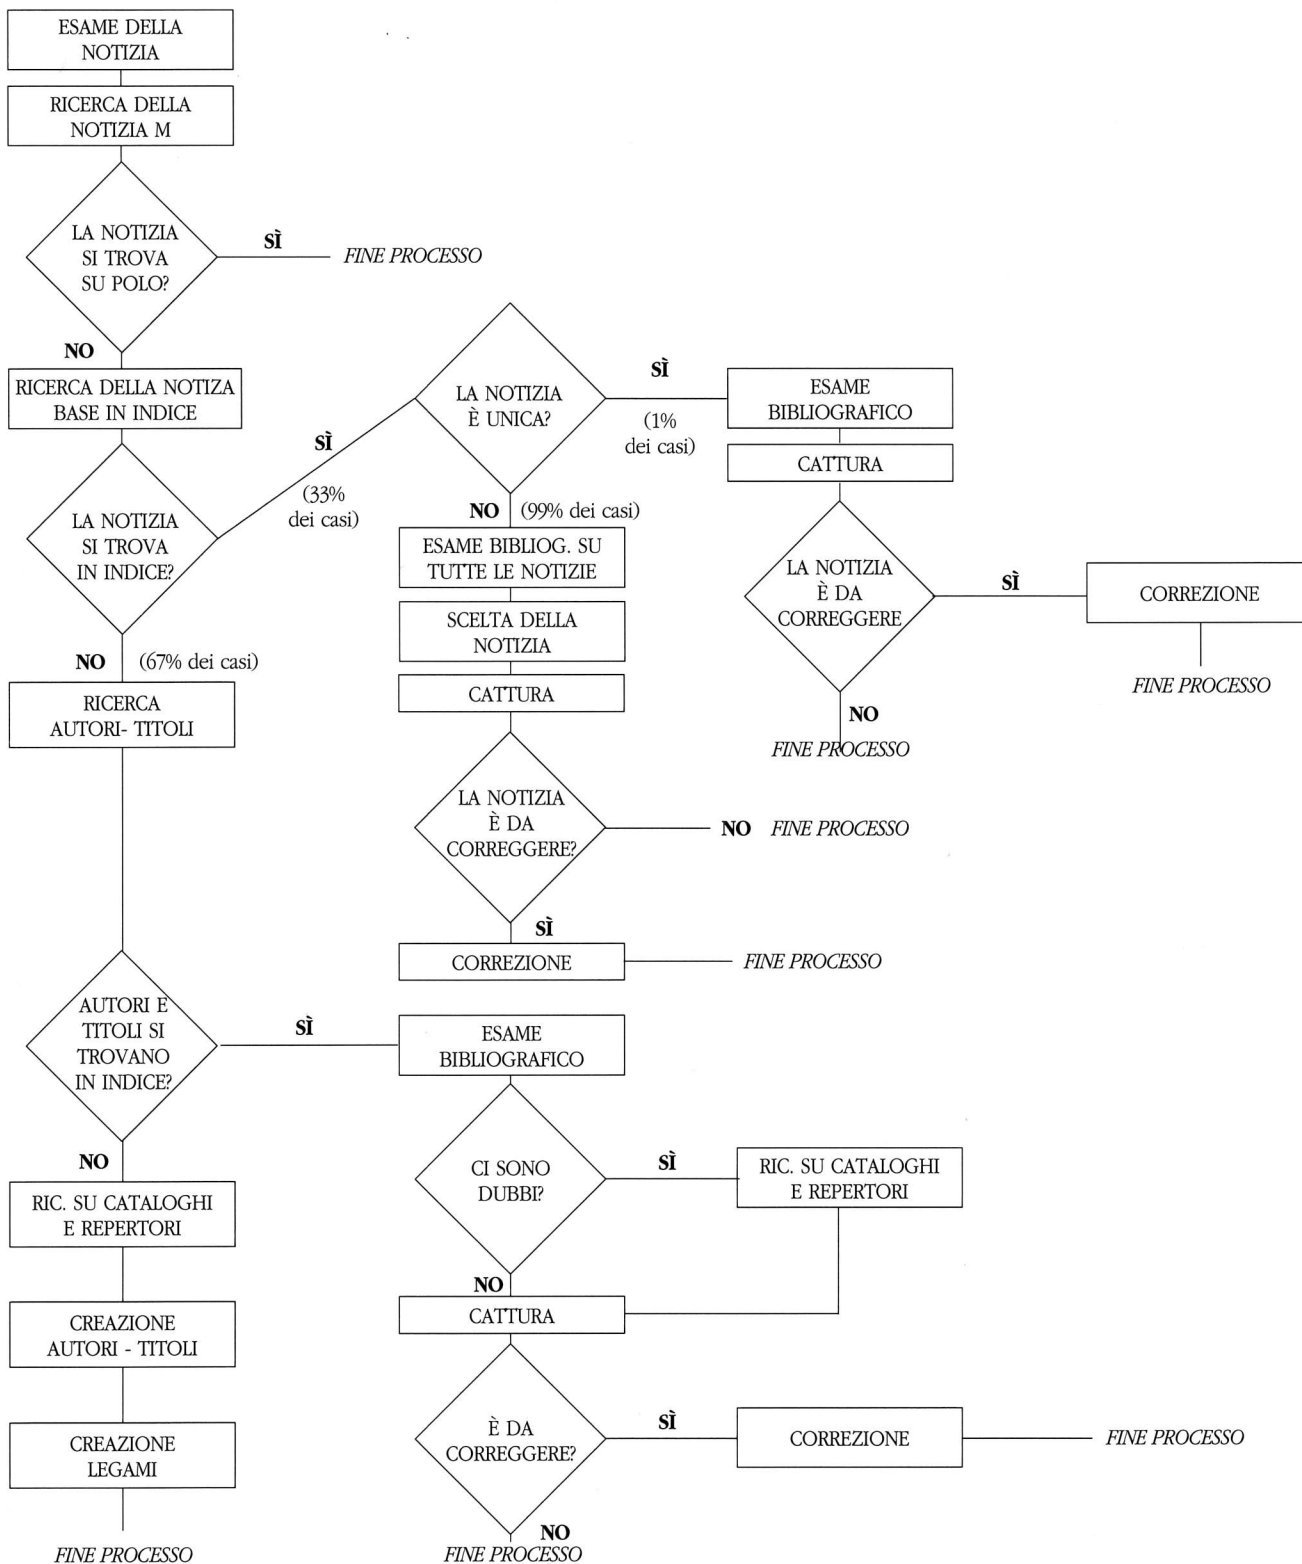 ESAME DELLA
NOTIZIA
RICERCA DELLA
NOTIZIA M
LA NOTIZIA
SI TROVA
SU POLO?
SÌ
FINE PROCESSO
NO
RICERCA DELLA NOTIZA
BASE IN INDICE
LA NOTIZIA
SI TROVA
IN INDICE?
SÌ
(33%
dei casi)
LA NOTIZIA
È UNICA?
SÌ
(1%
dei casi)
ESAME
BIBLIOGRAFICO
CATTURA
LA NOTIZIA
È DA
CORREGGERE
SÌ
CORREZIONE
FINE PROCESSO
NO
FINE PROCESSO
NO (99% dei casi)
ESAME BIBLIOG. SU
TUTTE LE NOTIZIE
SCELTA DELLA
NOTIZIA
CATTURA
LA NOTIZIA
È DA
CORREGGERE?
NO FINE PROCESSO
SÌ
CORREZIONE
FINE PROCESSO
NO (67% dei casi)
RICERCA
AUTORI- TITOLI
AUTORI E
TITOLI SI
TROVANO
IN INDICE?
SÌ
ESAME
BIBLIOGRAFICO
CI SONO
DUBBI?
SÌ
RIC. SU CATALOGHI
E REPERTORI
NO
CATTURA
È DA
CORREGGERE?
SÌ
CORREZIONE
FINE PROCESSO
NO
FINE PROCESSO
NO
RIC. SU CATALOGHI
E REPERTORI
CREAZIONE
AUTORI - TITOLI
CREAZIONE
LEGAMI
FINE PROCESSO